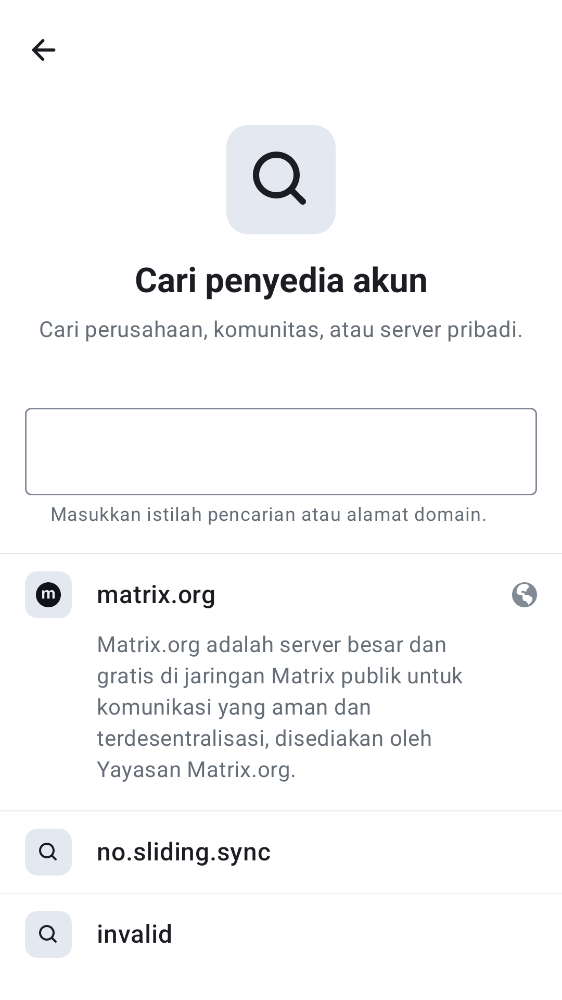 Cari penyedia akun
Cari perusahaan, komunitas, atau server pribadi.
Masukkan istilah pencarian atau alamat domain.
m
matrix.org
Matrix.org adalah server besar dan
gratis di jaringan Matrix publik untuk
komunikasi yang aman dan
terdesentralisasi, disediakan oleh
Yayasan Matrix.org.
no.sliding.sync
invalid